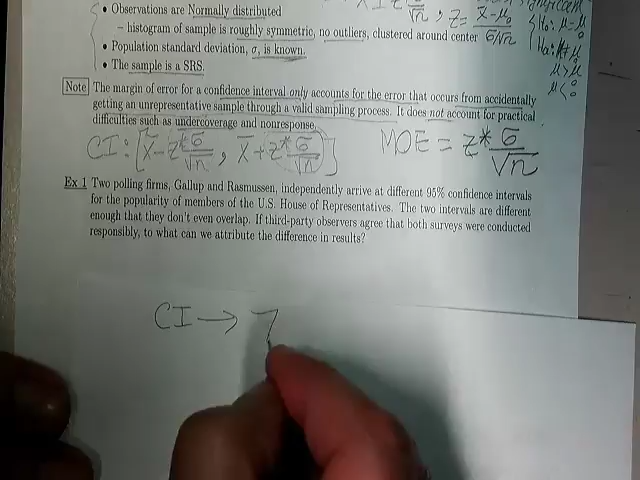 • Observations are Normally distributed
– histogram of sample is roughly symmetric, no outliers, clustered around center
• Population standard deviation, σ, is known.
• The sample is a SRS.
Note The margin of error for a confidence interval only accounts for the error that occurs from accidentally
getting an unrepresentative sample through a valid sampling process. It does not account for practical
difficulties such as undercoverage and nonresponse.
CI: [x̄ - z* σ/√n , x̄ + z* σ/√n]
MOE = z* σ/√n
Ex 1 Two polling firms, Gallup and Rasmussen, independently arrive at different 95% confidence intervals
for the popularity of members of the U.S. House of Representatives. The two intervals are different
enough that they don't even overlap. If third-party observers agree that both surveys were conducted
responsibly, to what can we attribute the difference in results?
CI →